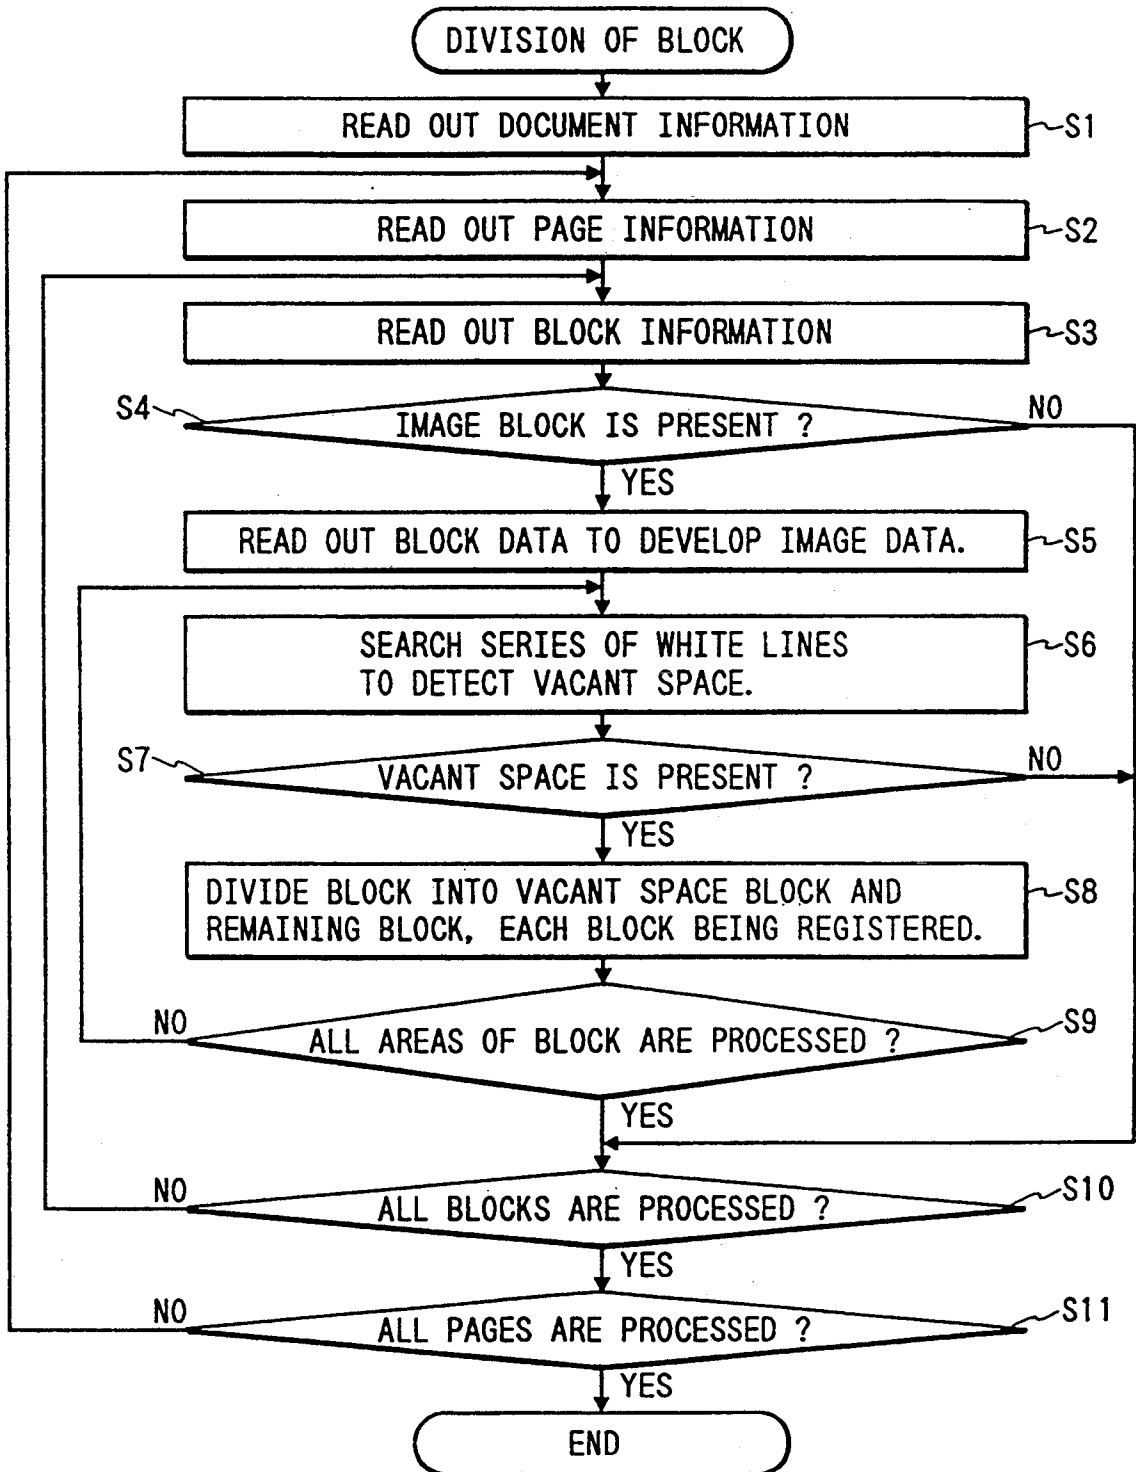 DIVISION OF BLOCK
READ OUT DOCUMENT INFORMATION
S1
READ OUT PAGE INFORMATION
S2
READ OUT BLOCK INFORMATION
S3
S4
IMAGE BLOCK IS PRESENT ?
NO
YES
READ OUT BLOCK DATA TO DEVELOP IMAGE DATA.
S5
SEARCH SERIES OF WHITE LINES
TO DETECT VACANT SPACE.
S6
S7
VACANT SPACE IS PRESENT ?
NO
YES
DIVIDE BLOCK INTO VACANT SPACE BLOCK AND
REMAINING BLOCK, EACH BLOCK BEING REGISTERED.
S8
NO
ALL AREAS OF BLOCK ARE PROCESSED ?
S9
YES
NO
ALL BLOCKS ARE PROCESSED ?
S10
YES
NO
ALL PAGES ARE PROCESSED ?
S11
YES
END